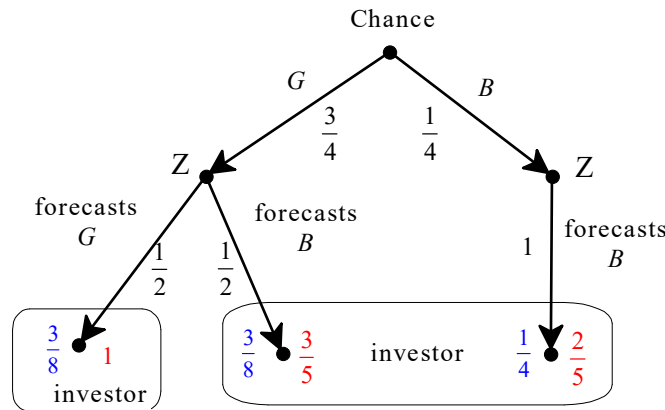 Chance
G
B
3/4
1/4
Z
Z
forecasts
G
forecasts
B
forecasts
B
1/2
1/2
1
3/8
1
investor
3/8
3/5
investor
1/4
2/5